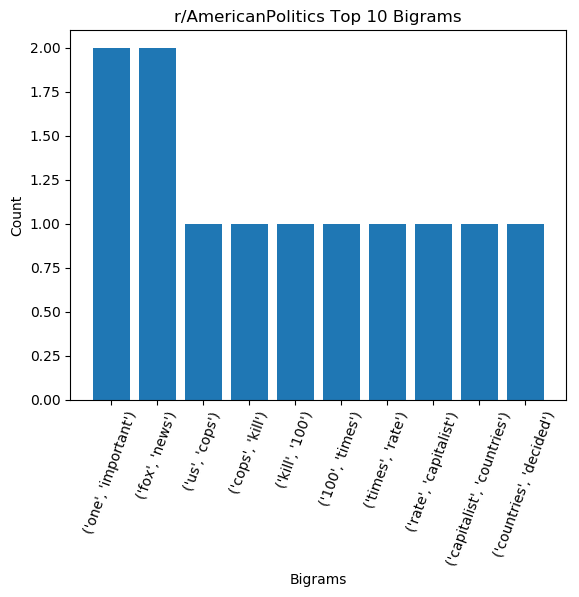 r/AmericanPolitics Top 10 Bigrams
2.00
1.75
1.50
1.25
1.00
0.75
0.50
0.25
0.00
Count
('one', 'important')
('fox', 'news')
('us', 'cops')
('cops', 'kill')
('kill', '100')
('100', 'times')
('times', 'rate')
('rate', 'capitalist')
('capitalist', 'countries')
('countries', 'decided')
Bigrams